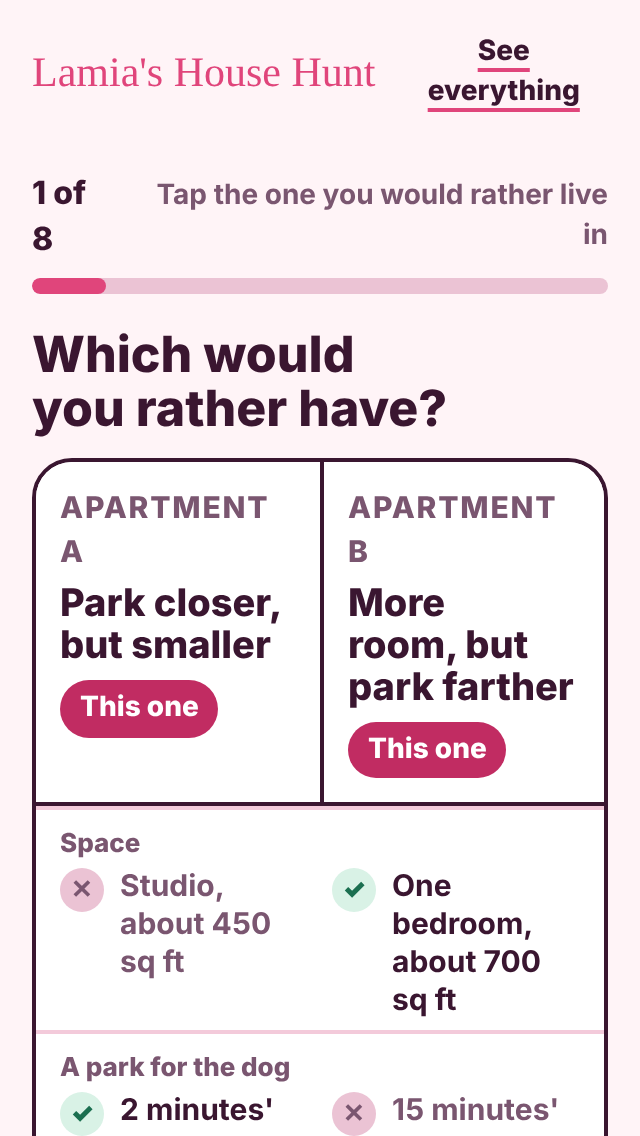 Lamia's House Hunt
See
everything
1 of
8
Tap the one you would rather live
in
Which would
you rather have?
APARTMENT
A
Park closer,
but smaller
This one
APARTMENT
B
More
room, but
park farther
This one
Space
Studio,
about 450
sq ft
One
bedroom,
about 700
sq ft
A park for the dog
2 minutes'
15 minutes'